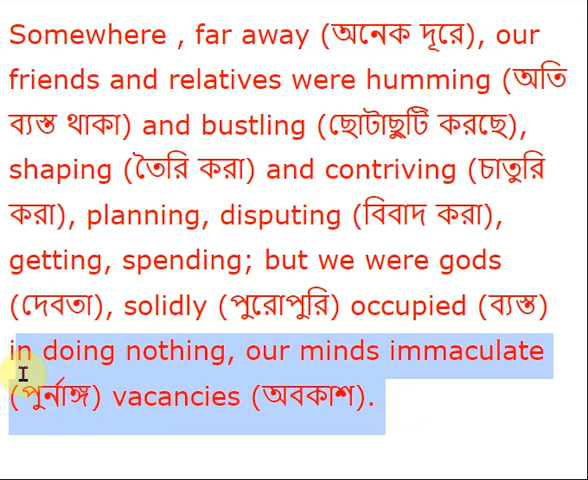 Somewhere , far away (অনেক দূরে), our
friends and relatives were humming (অতি
ব্যস্ত থাকা) and bustling (ছোটাছুটি করছে),
shaping (তৈরি করা) and contriving (চাতুরি
করা), planning, disputing (বিবাদ করা),
getting, spending; but we were gods
(দেবতা), solidly (পুরোপুরি) occupied (ব্যস্ত)
in doing nothing, our minds immaculate
(পুর্নাঙ্গ) vacancies (অবকাশ).